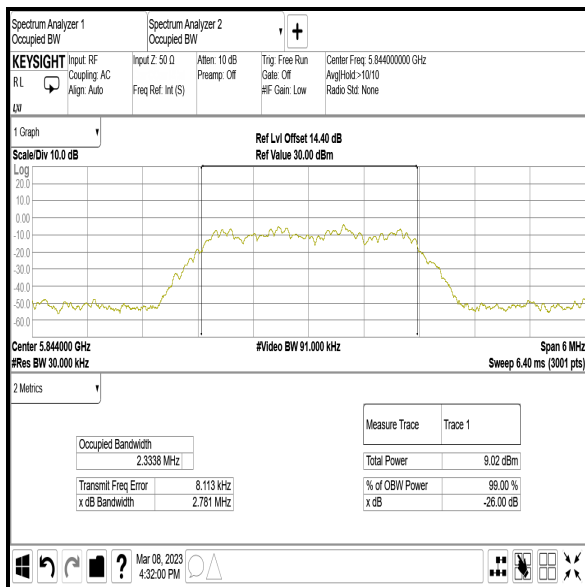 Spectrum Analyzer 1
Occupied BW
Spectrum Analyzer 2
Occupied BW
KEYSIGHT
RL
LXI
Input: RF
Coupling: AC
Align: Auto
Input Z: 50 Ω
Freq Ref: Int (S)
Atten: 10 dB
Preamp: Off
Trig: Free Run
Gate: Off
#IF Gain: Low
Center Freq: 5.844000000 GHz
Avg|Hold:>10/10
Radio Std: None
1 Graph
Scale/Div 10.0 dB
Ref Lvl Offset 14.40 dB
Ref Value 30.00 dBm
Log
20.0
10.0
0.00
-10.0
-20.0
-30.0
-40.0
-50.0
-60.0
Center 5.844000 GHz
#Res BW 30.000 kHz
#Video BW 91.000 kHz
Span 6 MHz
Sweep 6.40 ms (3001 pts)
2 Metrics
Occupied Bandwidth
2.3338 MHz
Transmit Freq Error 8.113 kHz
x dB Bandwidth 2.781 MHz
Measure Trace Trace 1
Total Power 9.02 dBm
% of OBW Power 99.00 %
x dB -26.00 dB
?
Mar 08, 2023
4:32:00 PM